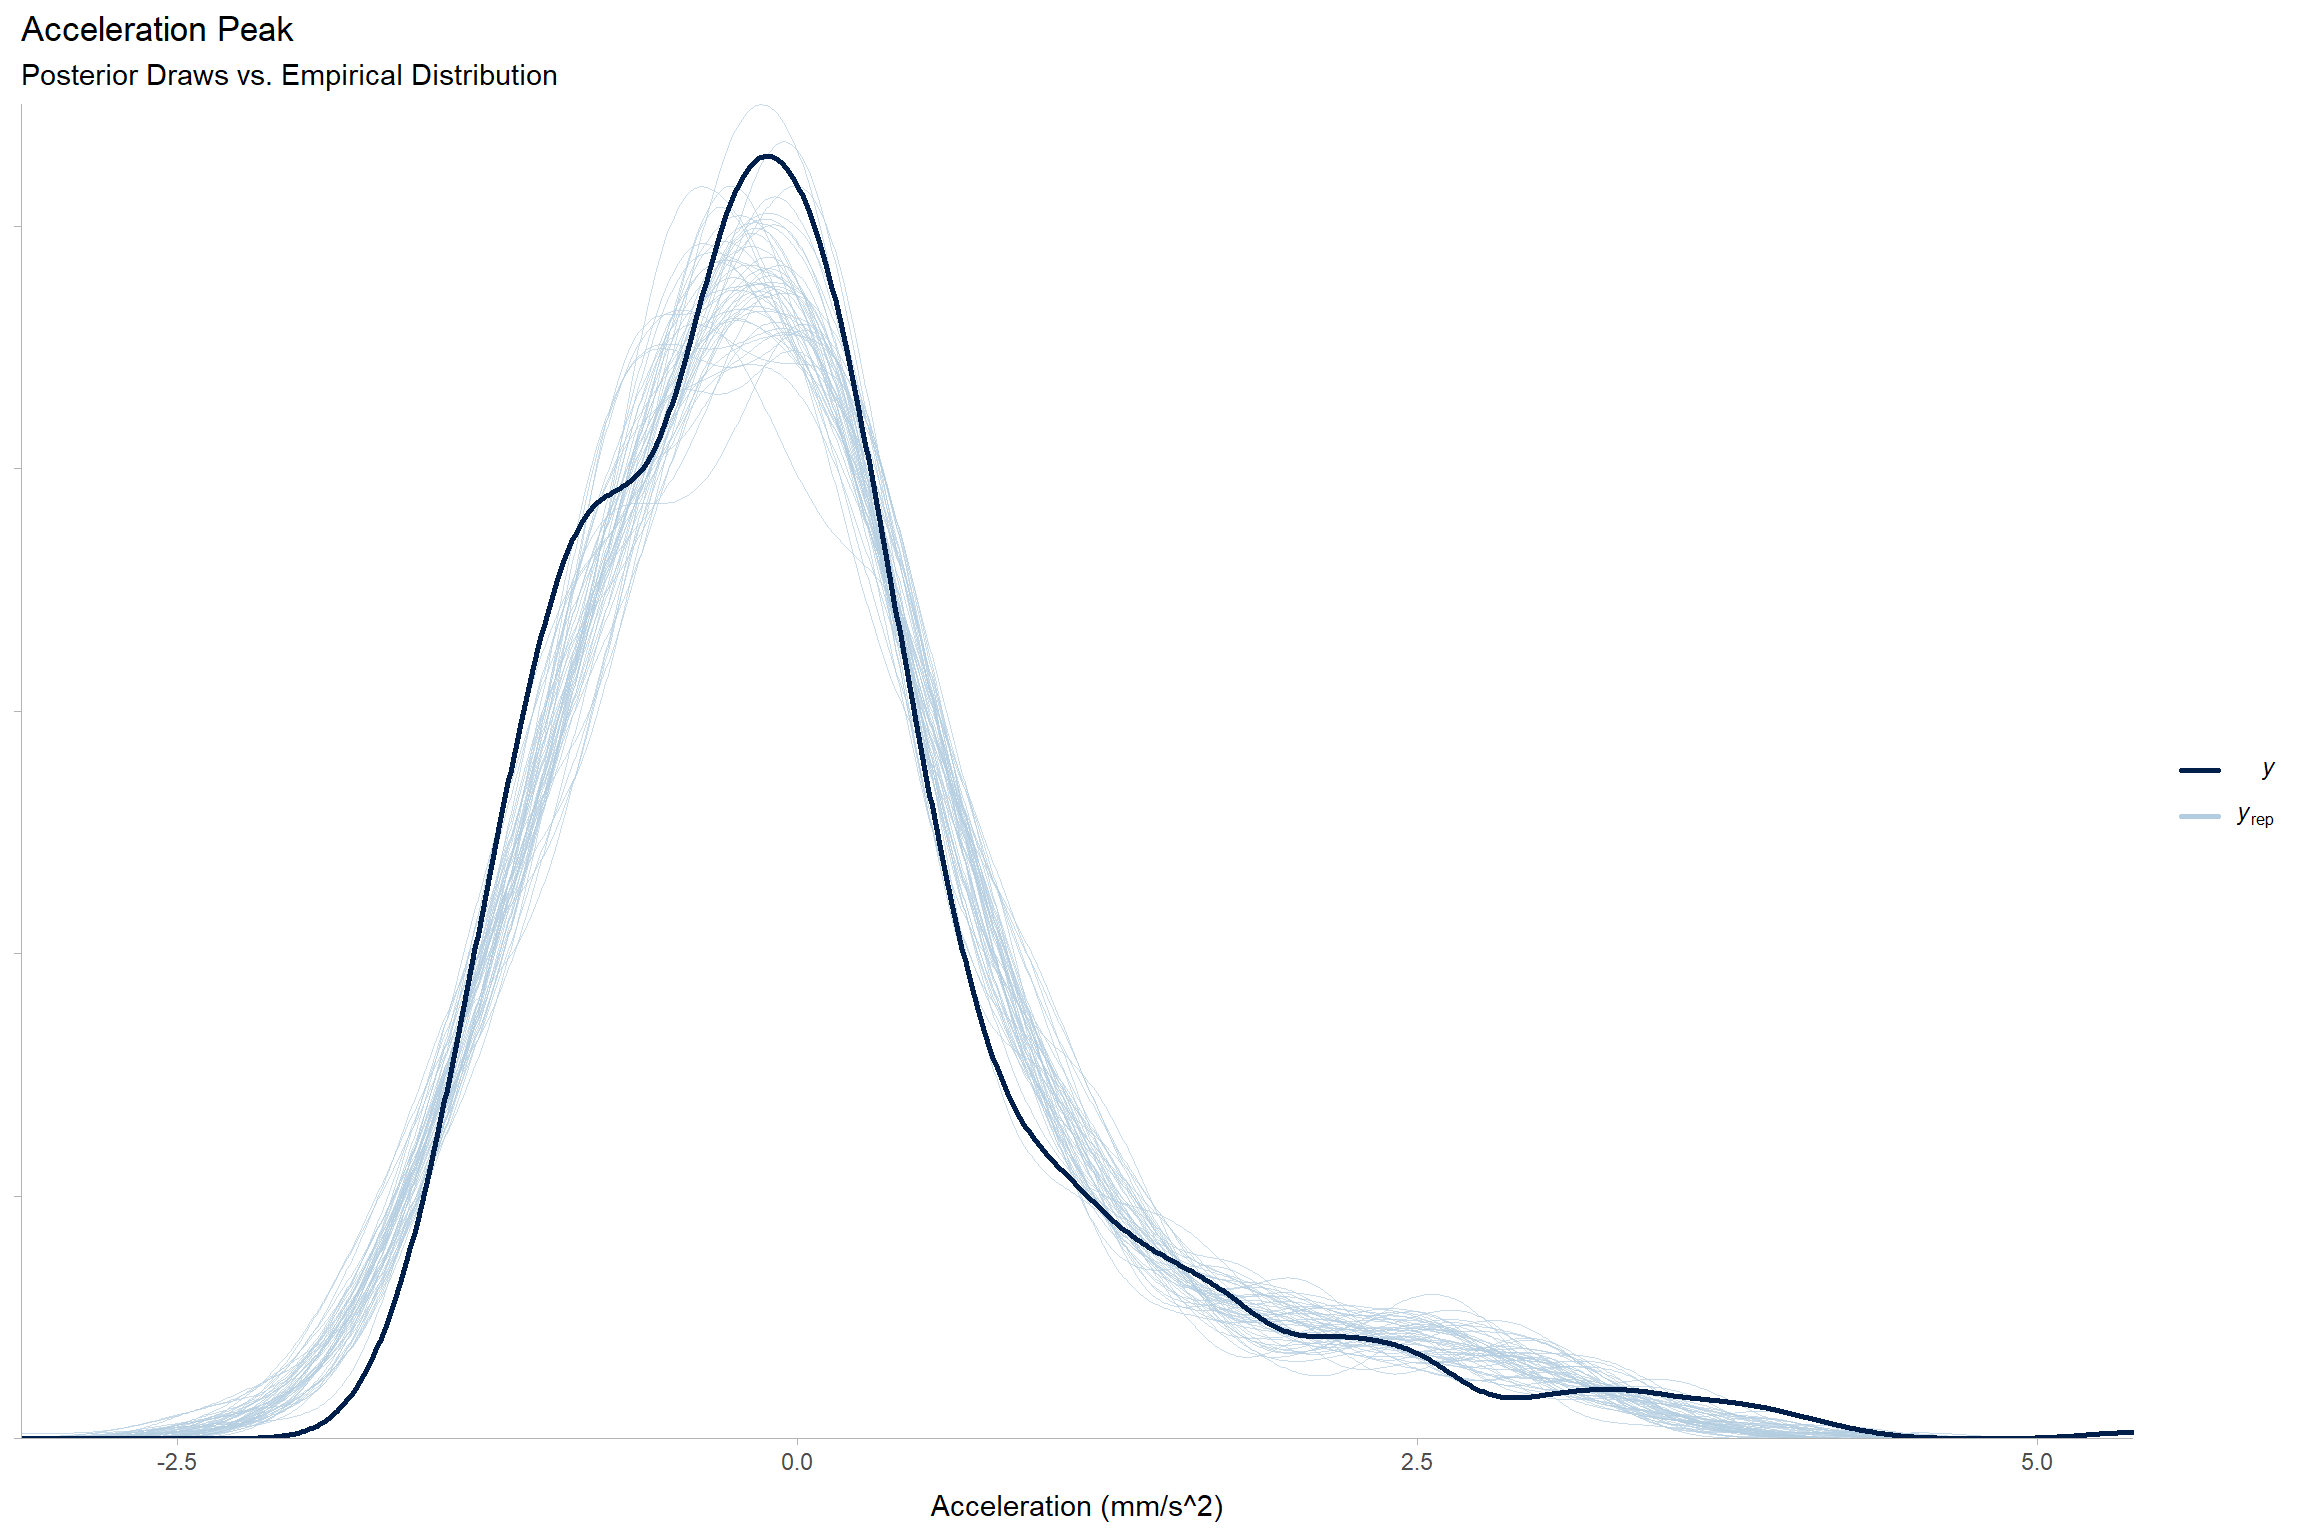 Acceleration Peak
Posterior Draws vs. Empirical Distribution
y
yrep
-2.5 0.0 2.5 5.0
Acceleration (mm/s^2)